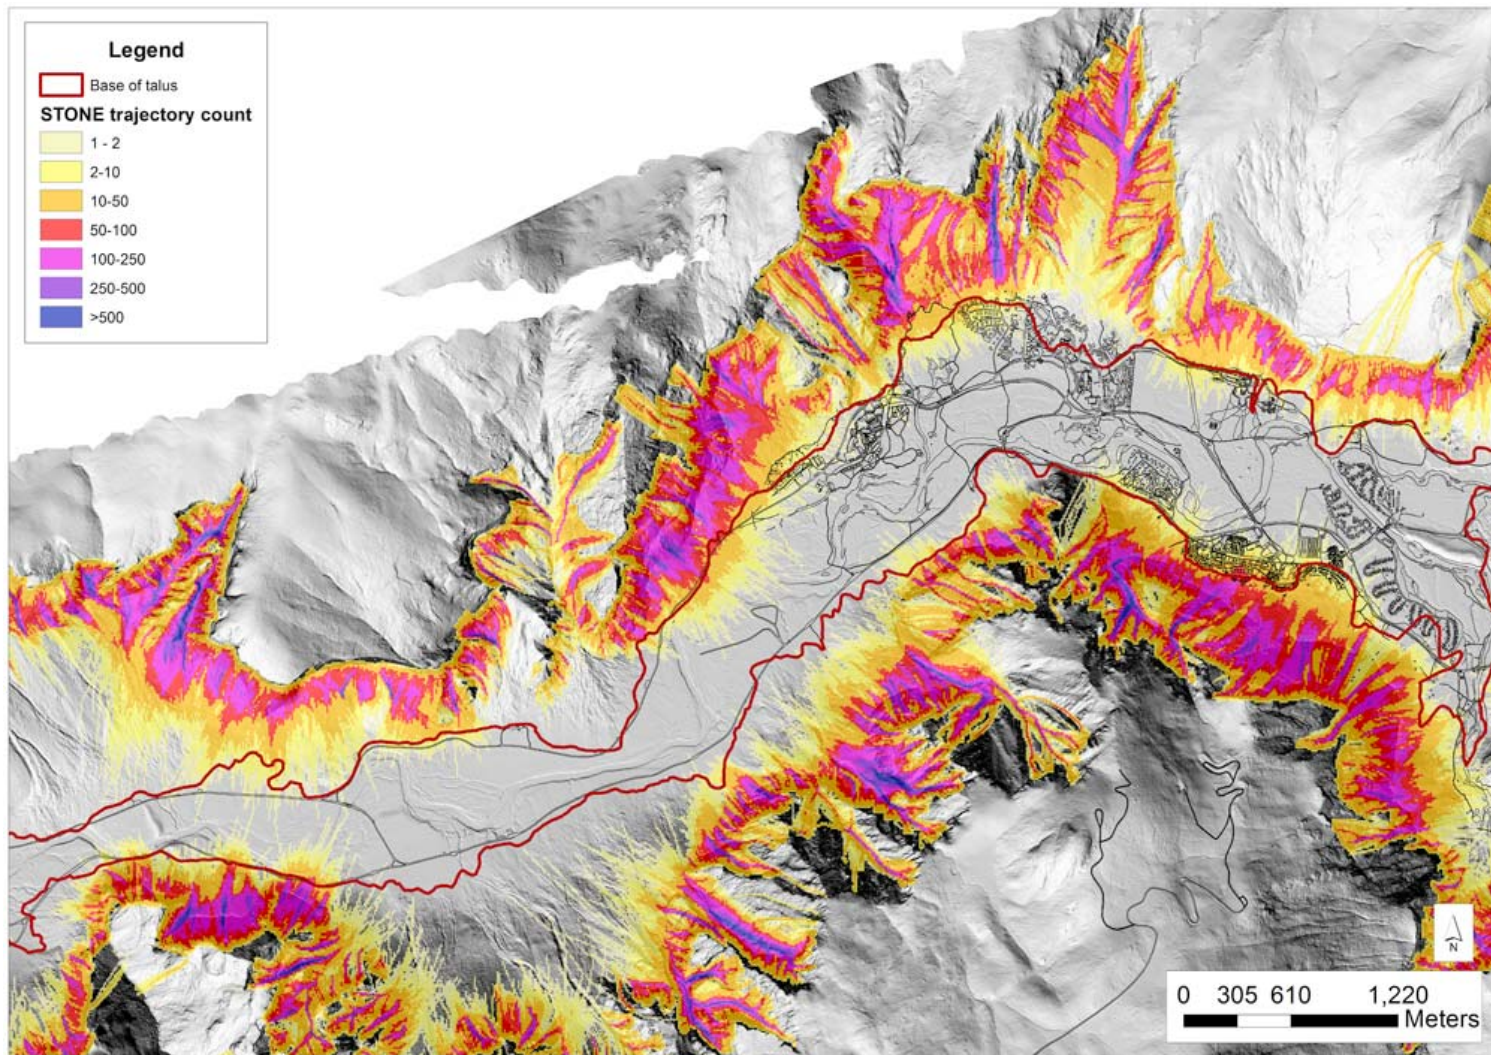 Legend
Base of talus
STONE trajectory count
1 - 2
2-10
10-50
50-100
100-250
250-500
>500
N
0 305 610 1,220
Meters